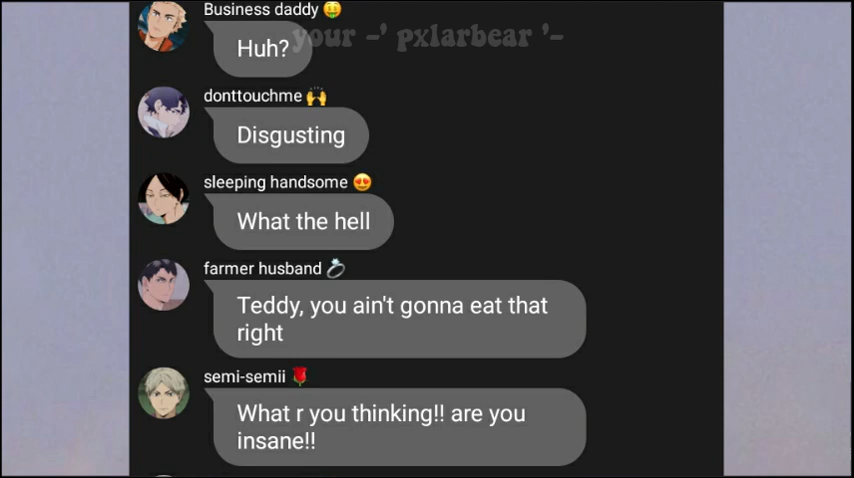 Business daddy 🤑
your -' pxlarbear '-
Huh?
donttouchme 🙌
Disgusting
sleeping handsome 😍
What the hell
farmer husband 💍
Teddy, you ain't gonna eat that
right
semi-semii 🌹
What r you thinking!! are you
insane!!